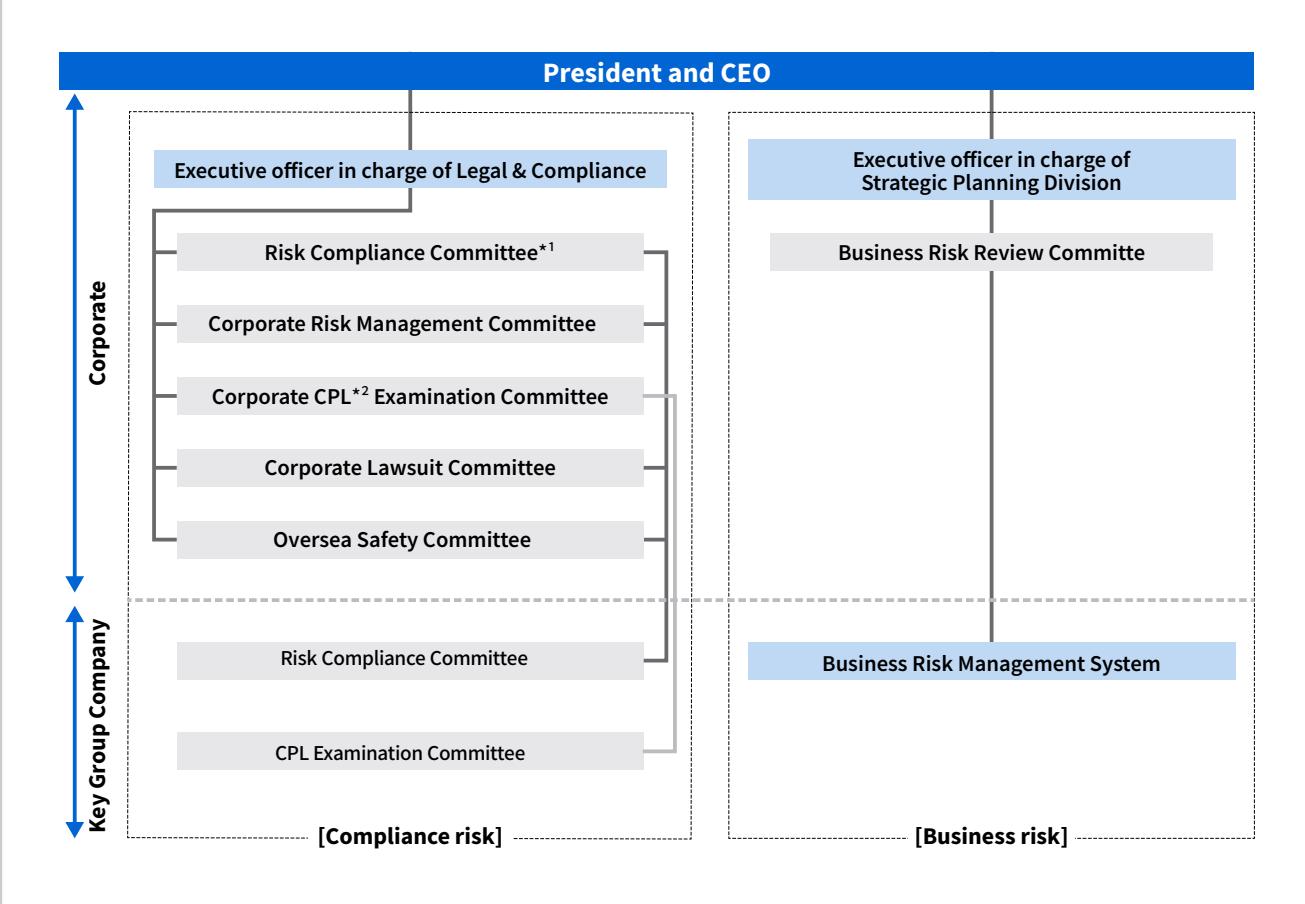 President and CEO
Corporate
Executive officer in charge of Legal & Compliance
Risk Compliance Committee*1
Corporate Risk Management Committee
Corporate CPL*2 Examination Committee
Corporate Lawsuit Committee
Oversea Safety Committee
Key Group Company
Risk Compliance Committee
CPL Examination Committee
[Compliance risk]
Executive officer in charge of
Strategic Planning Division
Business Risk Review Committe
Business Risk Management System
[Business risk]